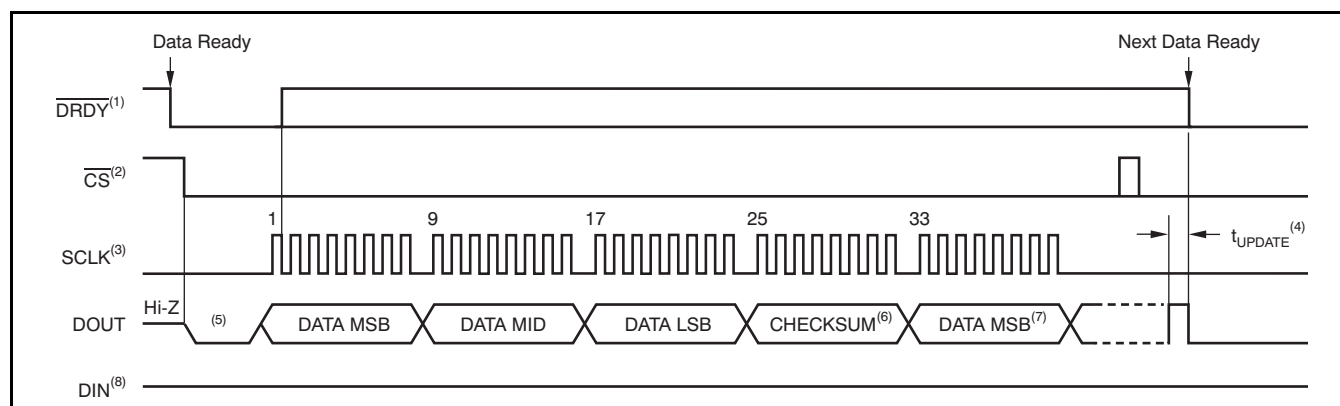 Data Ready
Next Data Ready
DRDY(1)
CS(2)
1 9 17 25 33
SCLK(3)
tUPDATE(4)
Hi-Z
DOUT
(5)
DATA MSB
DATA MID
DATA LSB
CHECKSUM(6)
DATA MSB(7)
DIN(8)